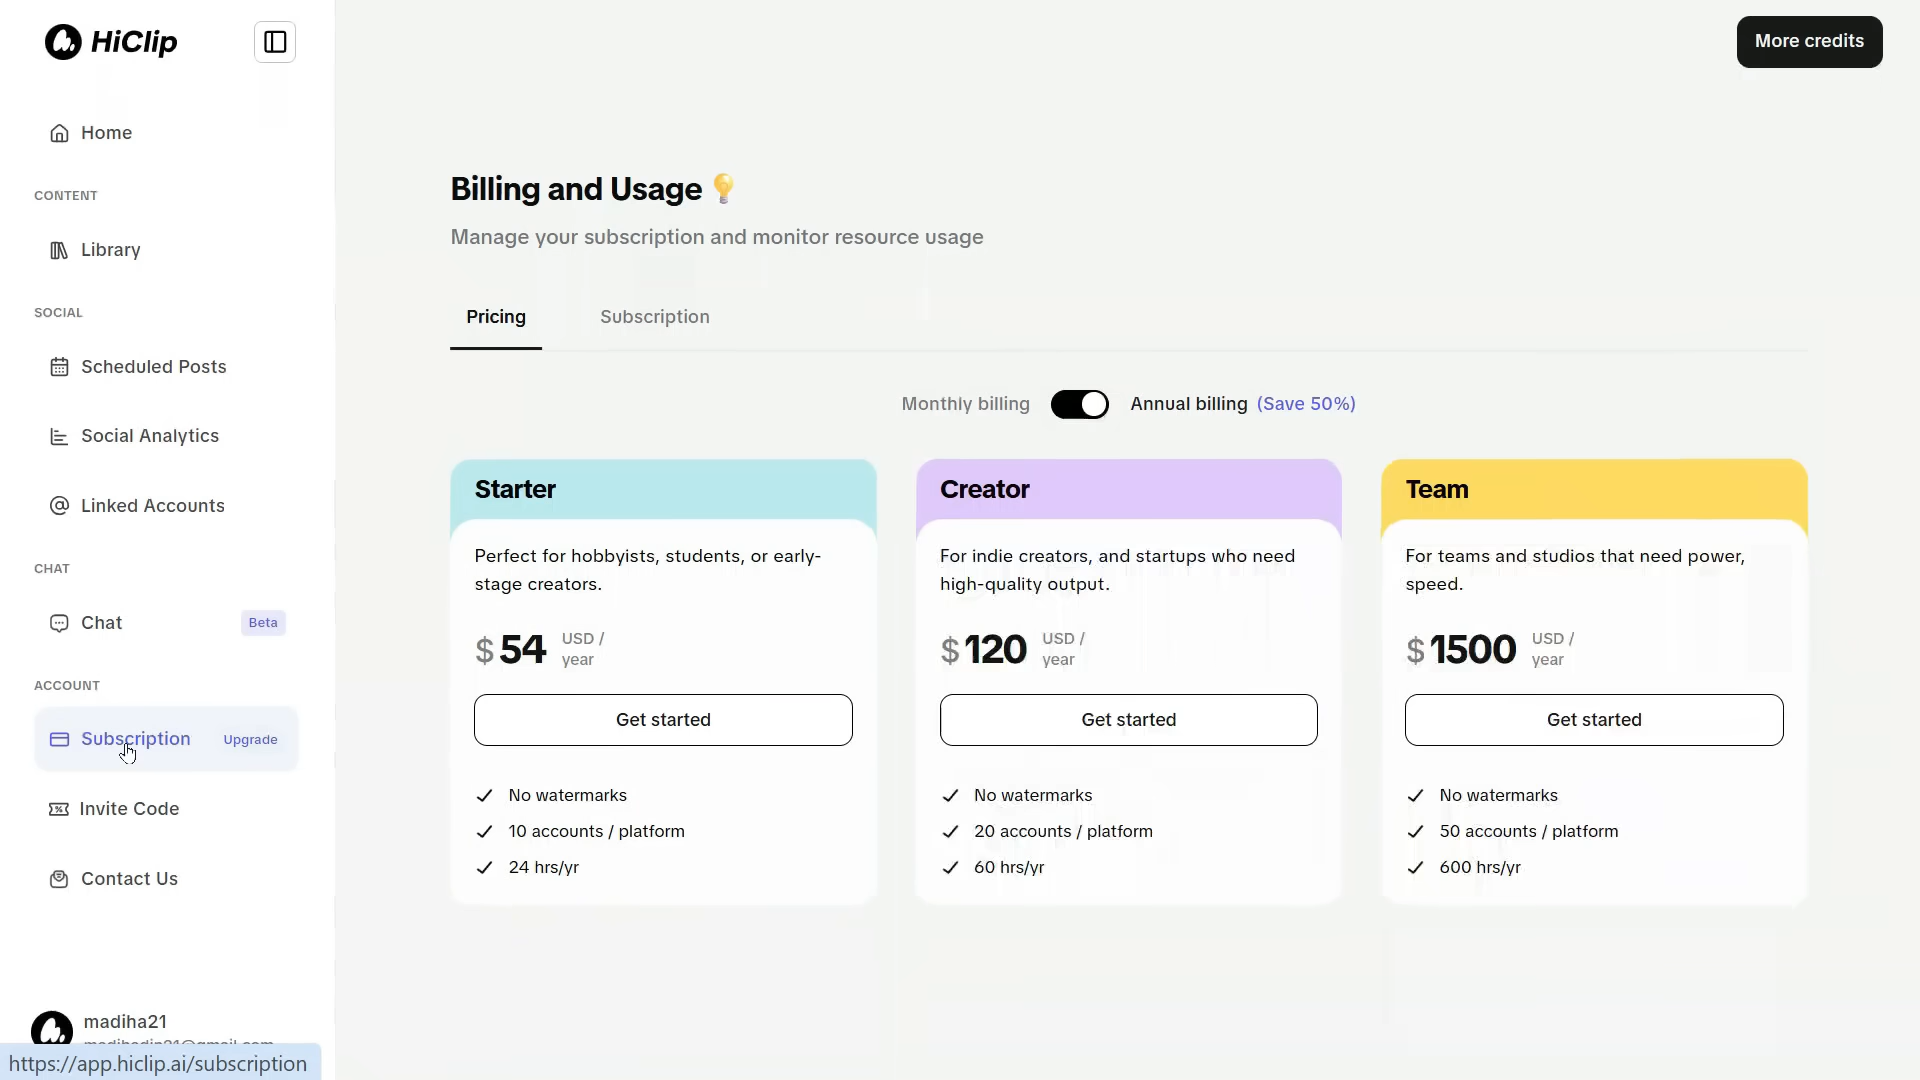 HiClip
More credits
Home
CONTENT
Library
SOCIAL
Scheduled Posts
Social Analytics
Linked Accounts
CHAT
Chat
Beta
ACCOUNT
Subscription
Upgrade
Invite Code
Contact Us
madiha21
https://app.hiclip.ai/subscription
Billing and Usage
Manage your subscription and monitor resource usage
Pricing
Subscription
Monthly billing
Annual billing (Save 50%)
Starter
Perfect for hobbyists, students, or early-
stage creators.
$ 54 USD /
year
Get started
No watermarks
10 accounts / platform
24 hrs/yr
Creator
For indie creators, and startups who need
high-quality output.
$ 120 USD /
year
Get started
No watermarks
20 accounts / platform
60 hrs/yr
Team
For teams and studios that need power,
speed.
$ 1500 USD /
year
Get started
No watermarks
50 accounts / platform
600 hrs/yr